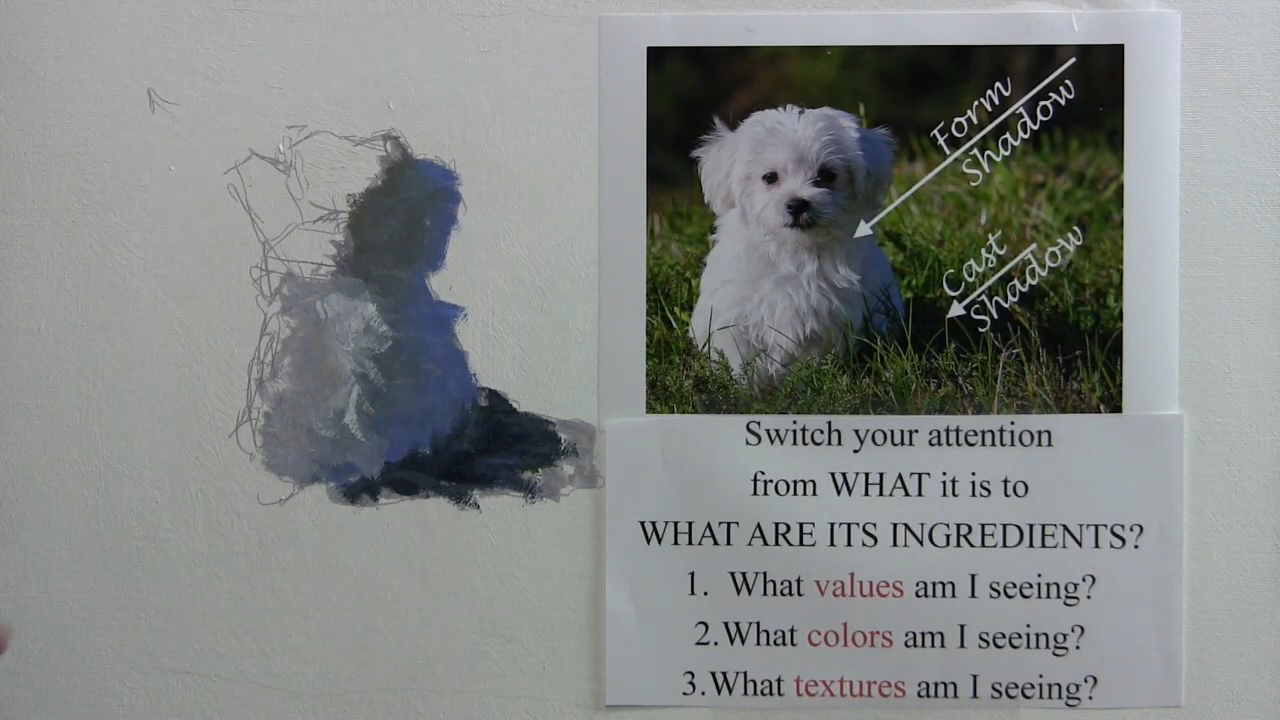 Form
Shadow
Cast
Shadow
Switch your attention
from WHAT it is to
WHAT ARE ITS INGREDIENTS?
1. What values am I seeing?
2.What colors am I seeing?
3.What textures am I seeing?